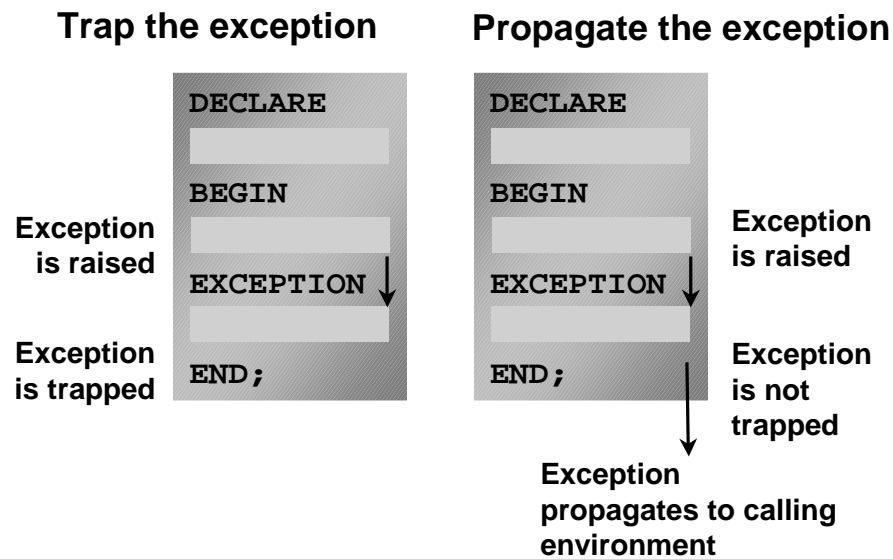 Trap the exception
DECLARE
BEGIN
Exception
is raised
EXCEPTION
Exception
is trapped
END;
Propagate the exception
DECLARE
BEGIN
Exception
is raised
EXCEPTION
Exception
is not
trapped
END;
Exception
propagates to calling
environment